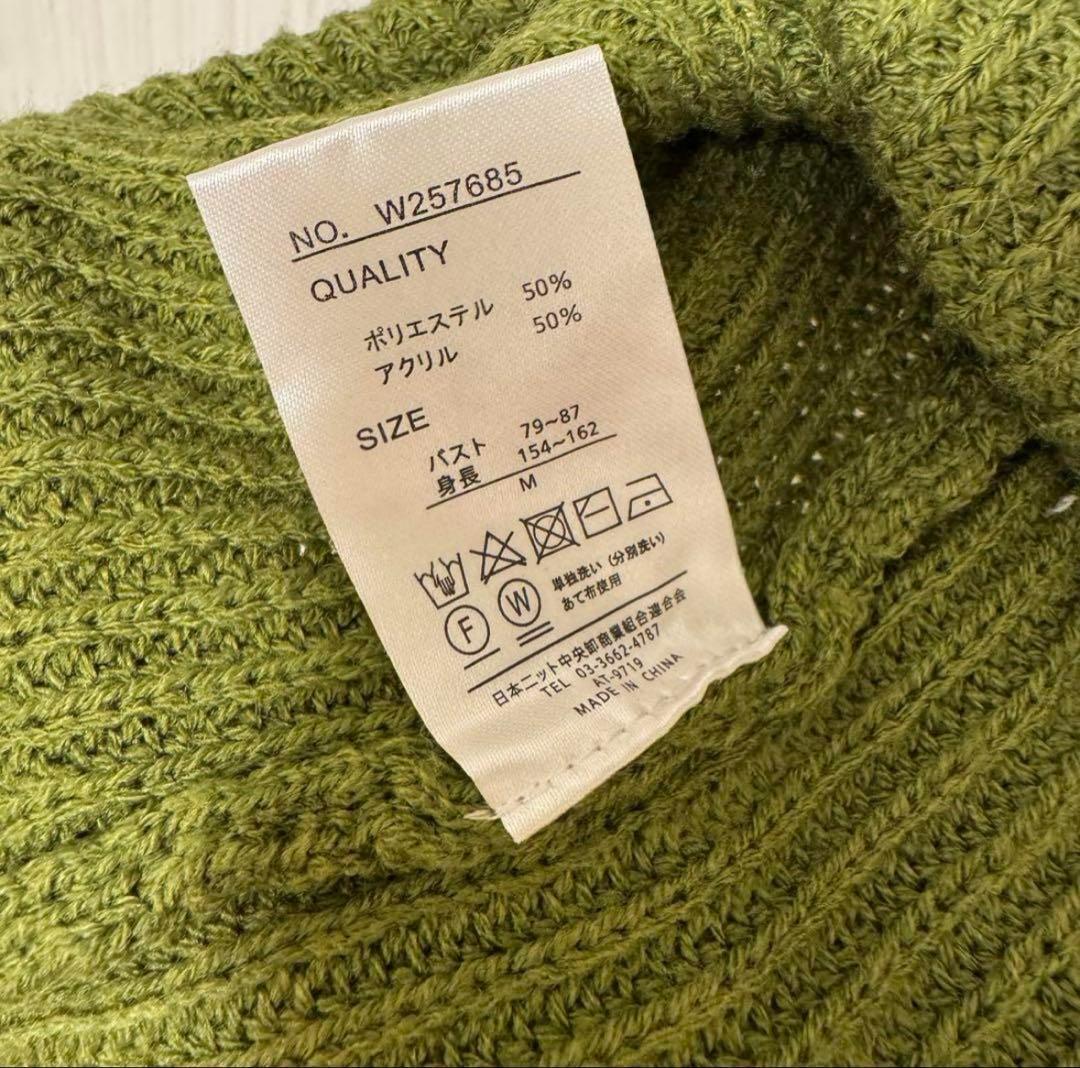 NO. W257685
QUALITY
ポリエステル 50%
アクリル 50%
SIZE
バスト 79~87
身長 154~162
M
単独洗い (分別洗い)
あて布使用
F W
日本ニット中央卸商業組合連合会
TEL 03-3662-4787
AT-9719
MADE IN CHINA